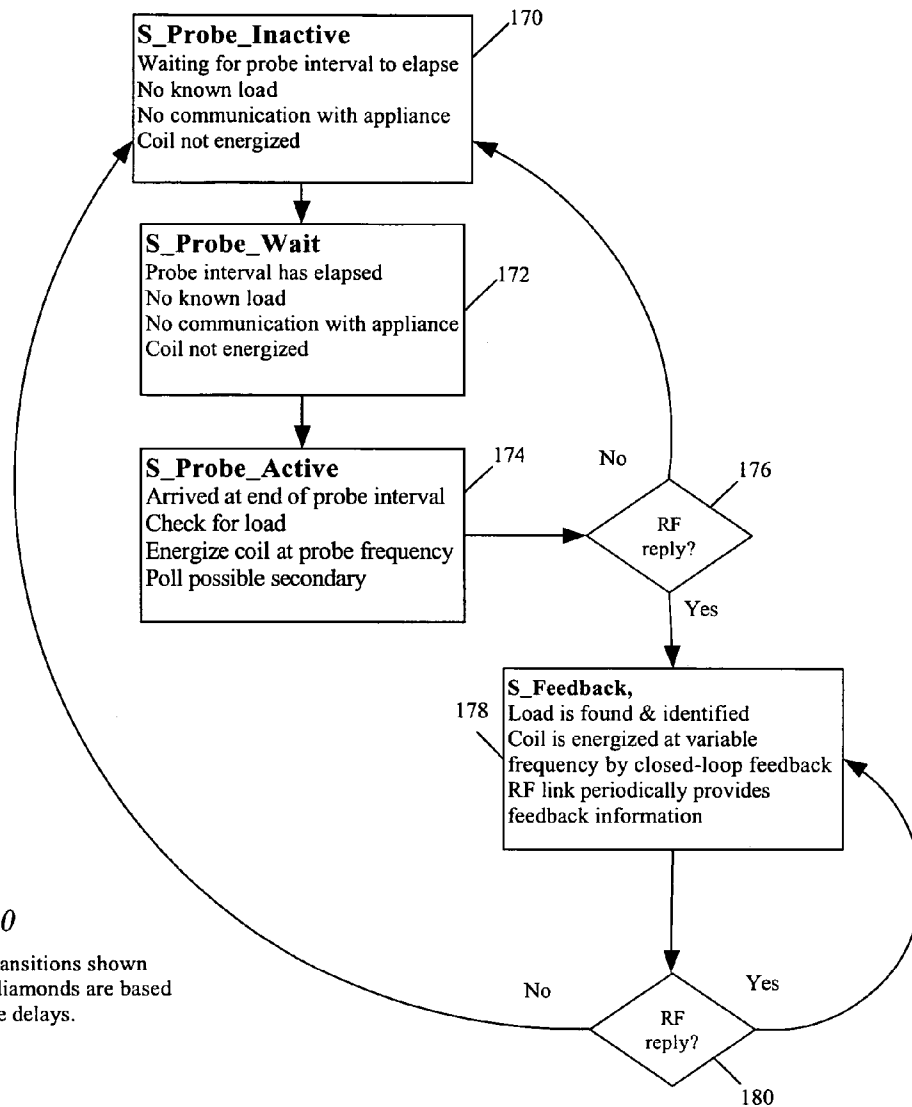 170
S_Probe_Inactive
Waiting for probe interval to elapse
No known load
No communication with appliance
Coil not energized
S_Probe_Wait
Probe interval has elapsed
No known load
No communication with appliance
Coil not energized
172
S_Probe_Active
Arrived at end of probe interval
Check for load
Energize coil at probe frequency
Poll possible secondary
174
No
176
RF
reply?
Yes
S_Feedback,
Load is found & identified
Coil is energized at variable
frequency by closed-loop feedback
RF link periodically provides
feedback information
178
0
ansitions shown
diamonds are based
e delays.
No
Yes
RF
reply?
180